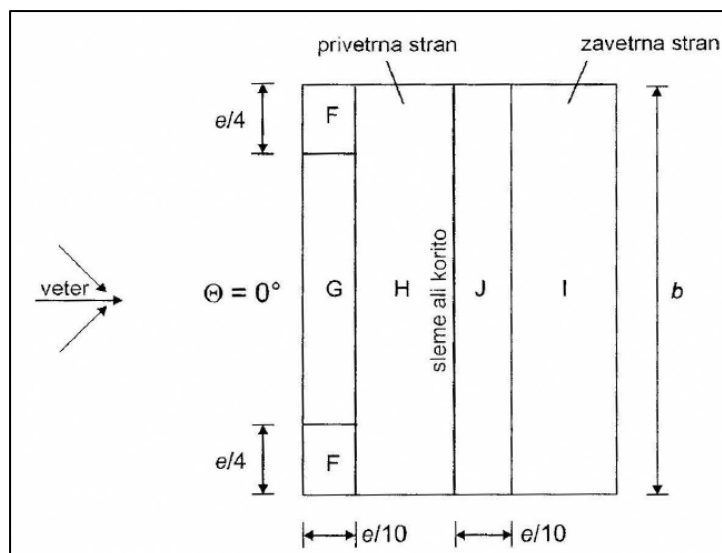 privetrna stran
zavetrna stran
e/4
F
veter
Θ = 0°
G
H
sleme ali korito
J
I
b
e/4
F
e/10
e/10